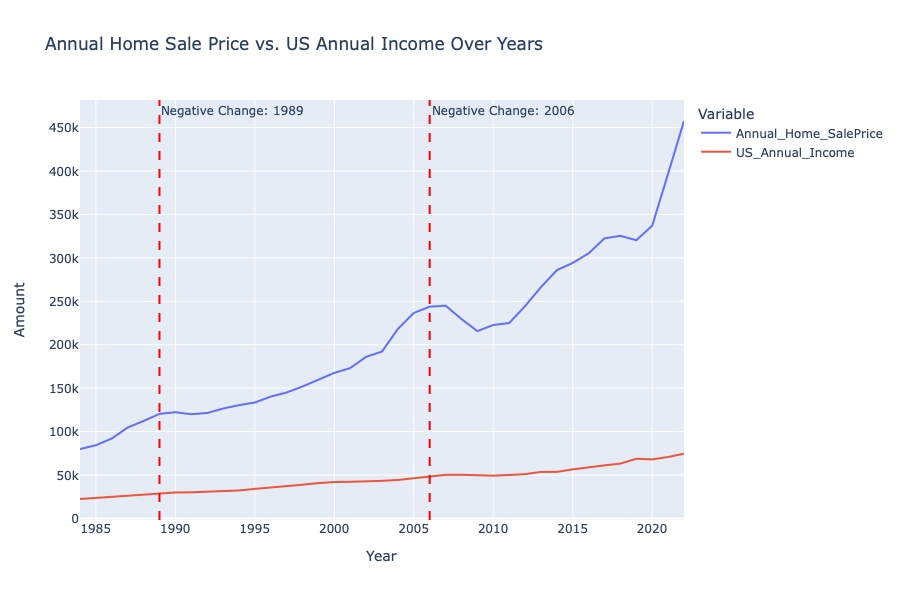 Annual Home Sale Price vs. US Annual Income Over Years
Negative Change: 1989
Negative Change: 2006
Variable
Annual_Home_SalePrice
US_Annual_Income
450k
400k
350k
300k
250k
200k
150k
100k
50k
0
Amount
1985 1990 1995 2000 2005 2010 2015 2020
Year